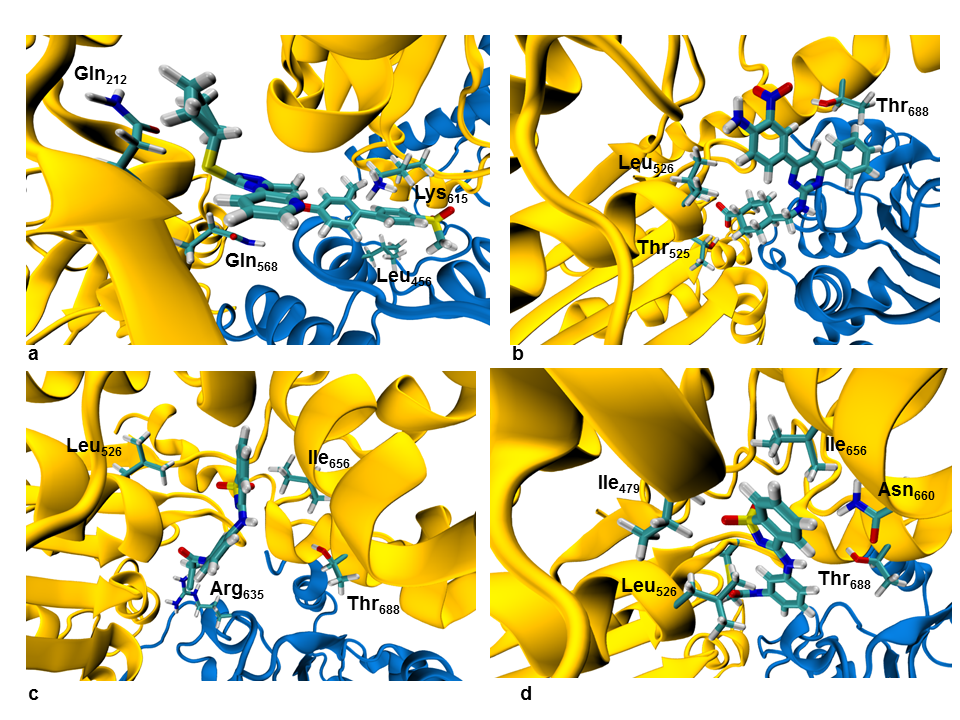 Gln212
Lys615
Gln568
Leu456
a
Thr688
Leu526
Thr525
b
Leu526
Ile656
Arg635
Thr688
c
Ile656
Ile479
Asn660
Leu526
Thr688
d